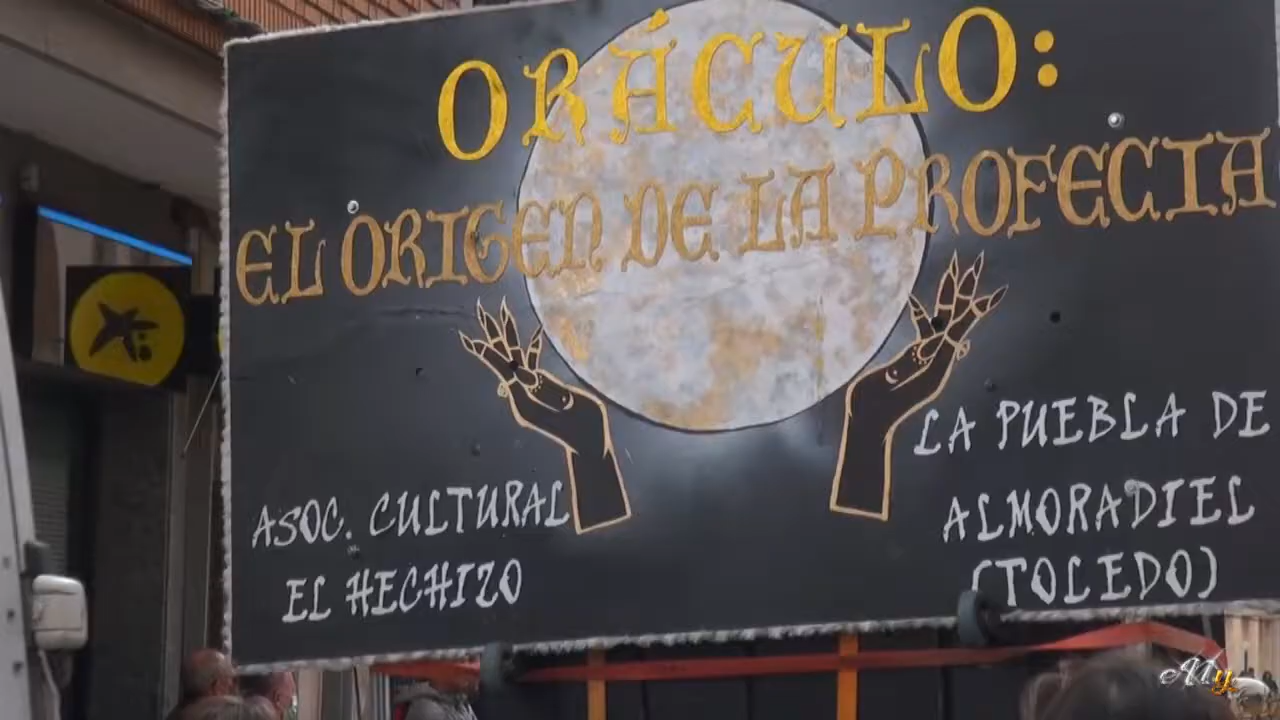 ORÁCULO:
EL ORIGEN DE LA PROFECIA
ASOC. CULTURAL
EL HECHIZO
LA PUEBLA DE
ALMORADIEL
(TOLEDO)